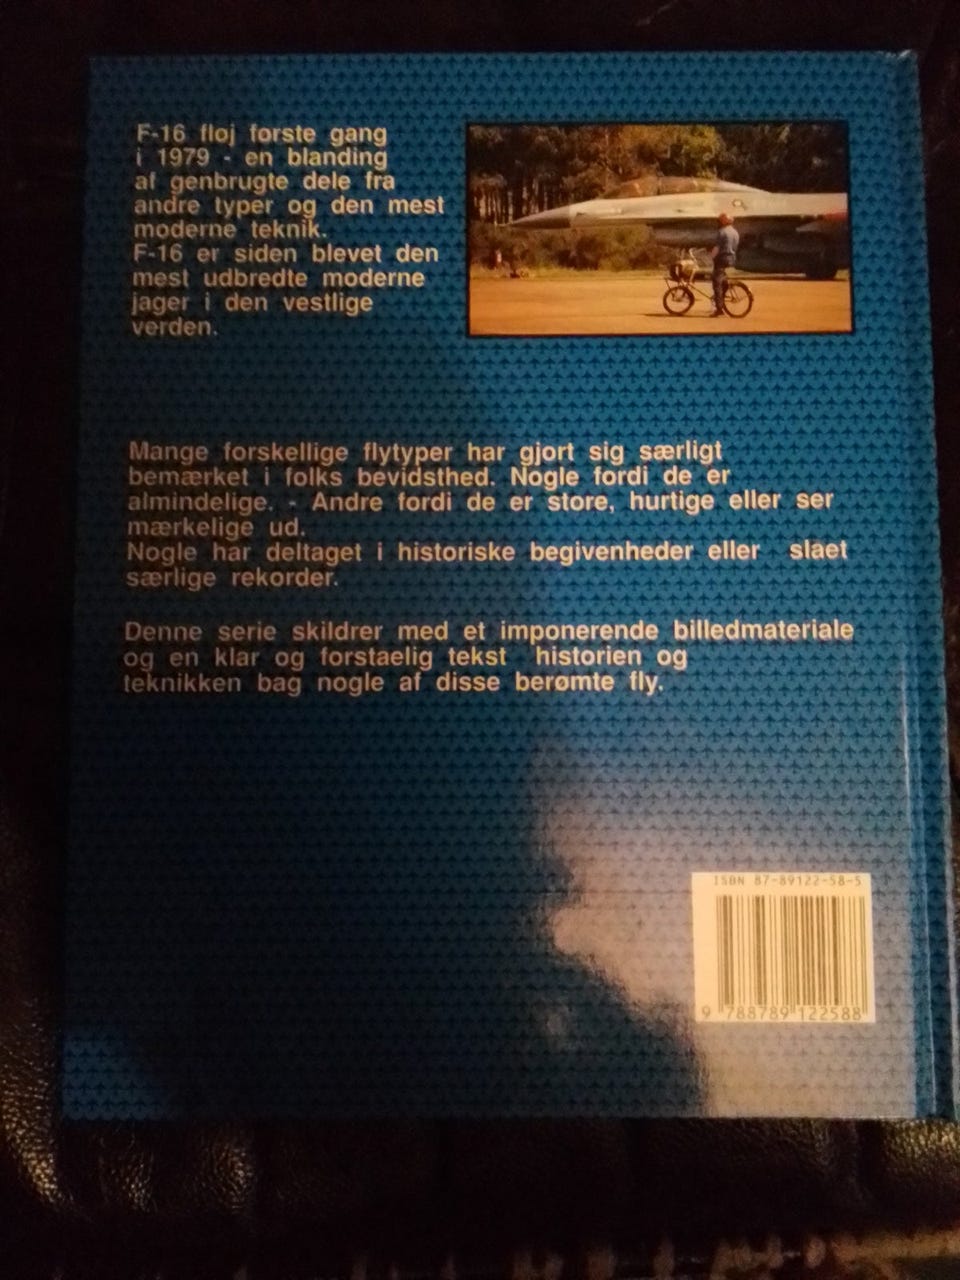 F-16 fløj første gang
i 1979 - en blanding
af genbrugte dele fra
andre typer og den mest
moderne teknik.
F-16 er siden blevet den
mest udbredte moderne
jager i den vestlige
verden.
Mange forskellige flytyper har gjort sig særligt
bemærket i folks bevidsthed. Nogle fordi de er
almindelige. - Andre fordi de er store, hurtige eller ser
mærkelige ud.
Nogle har deltaget i historiske begivenheder eller slaet
særlige rekorder.
Denne serie skildrer med et imponerende billedmateriale
og en klar og forstaelig tekst historien og
teknikken bag nogle af disse berømte fly.
ISBN 87-89122-58-5
9 788789 122588